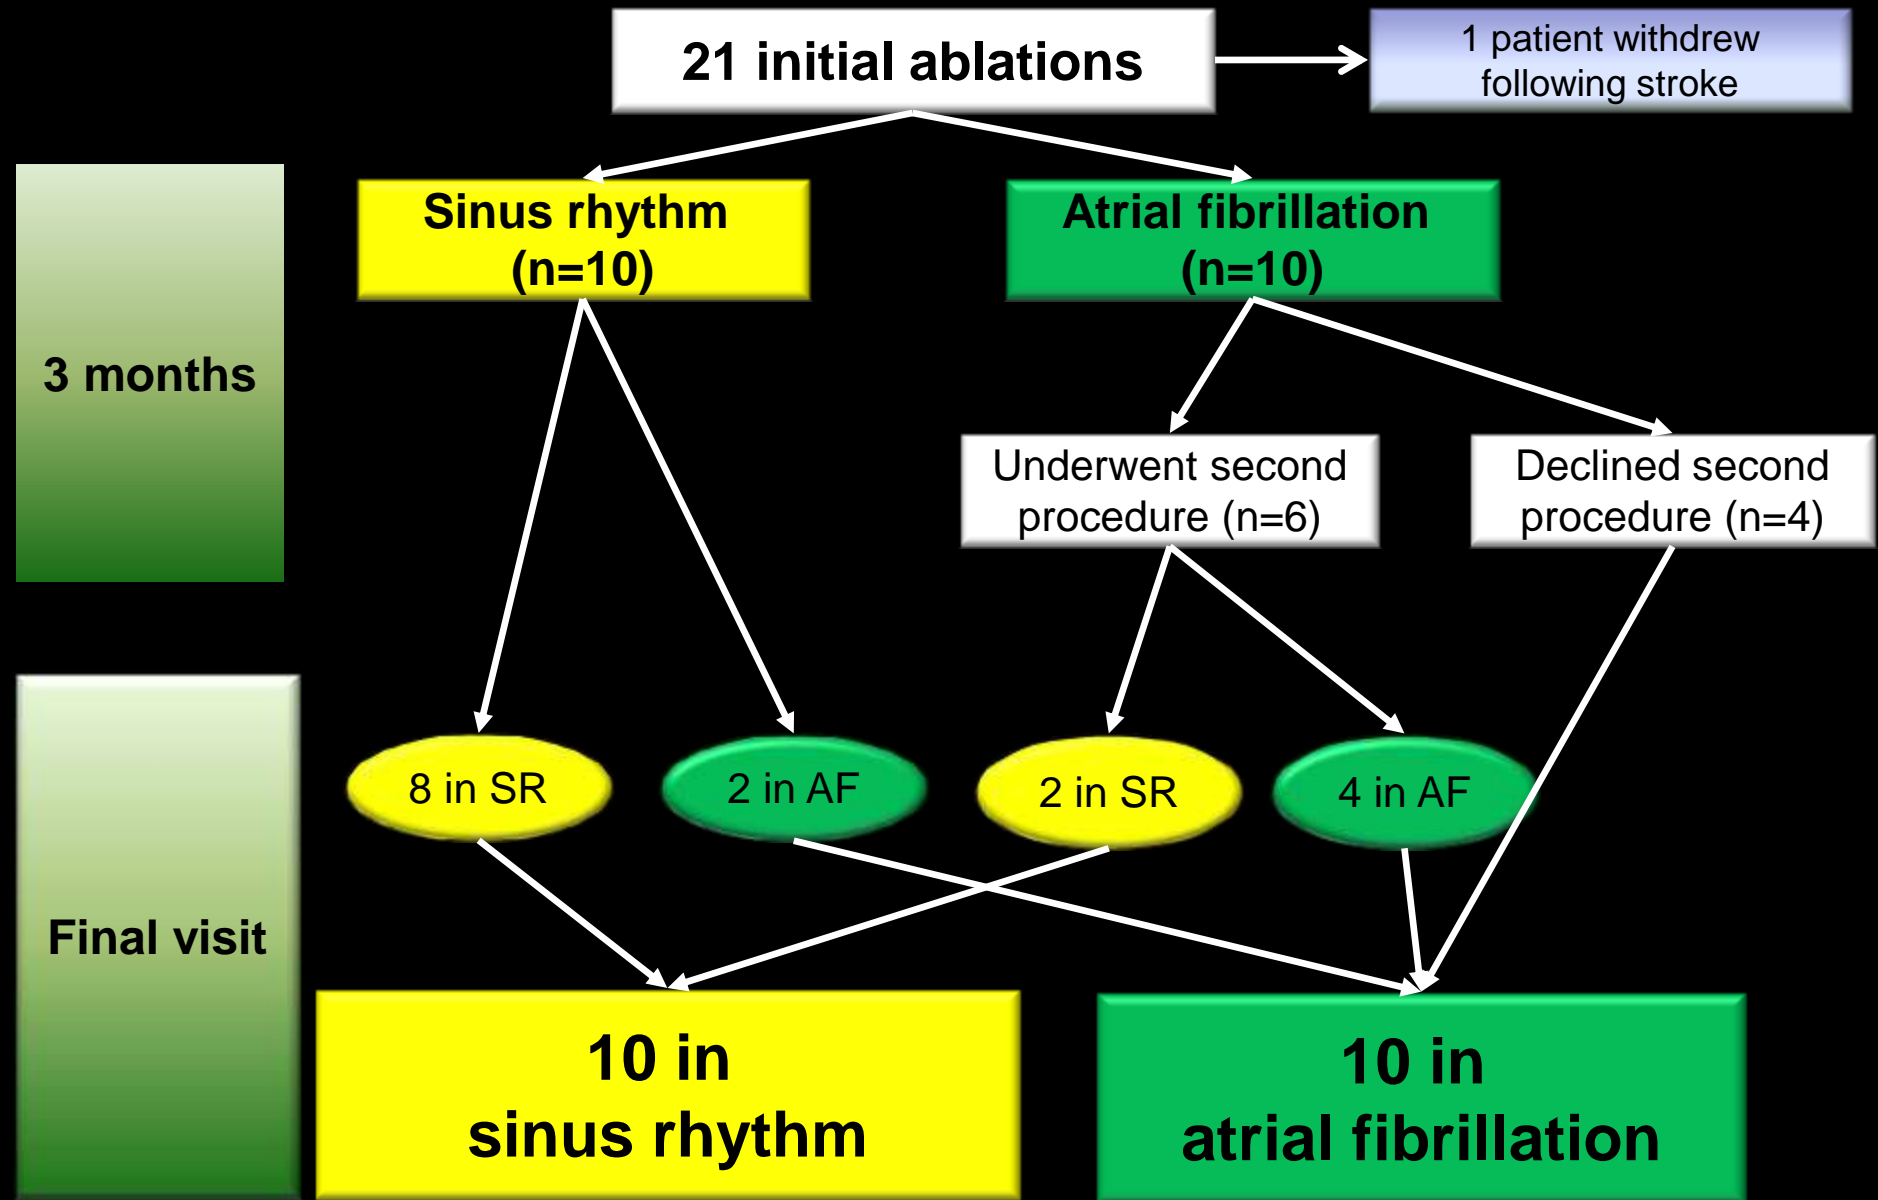 21 initial ablations
1 patient withdrew
following stroke
3 months
Sinus rhythm
(n=10)
Atrial fibrillation
(n=10)
Underwent second
procedure (n=6)
Declined second
procedure (n=4)
Final visit
8 in SR
2 in AF
2 in SR
4 in AF
10 in
sinus rhythm
10 in
atrial fibrillation